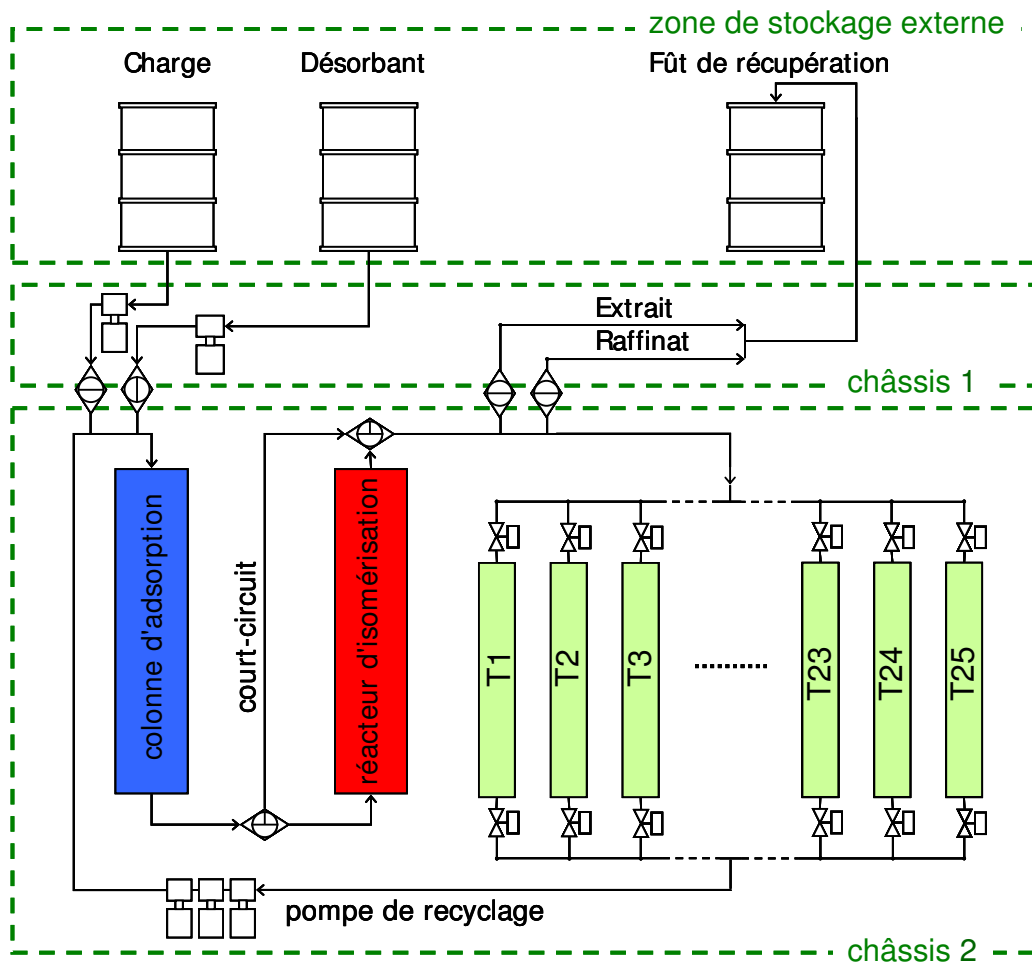 zone de stockage externe
Charge
Désorbant
Fût de récupération
Extrait
Raffinat
châssis 1
colonne d'adsorption
court-circuit
réacteur d'isomérisation
T1
T2
T3
T23
T24
T25
pompe de recyclage
châssis 2